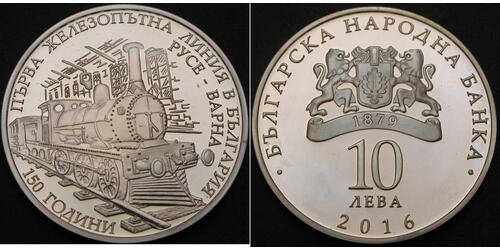 ПЪРВА ЖЕЛЕЗОПЪТНА ЛИНИЯ В БЪЛГАРИЯ
РУСЕ - ВАРНА
150 ГОДИНИ
БЪЛГАРСКА НАРОДНА БАНКА
1879
10
ЛЕВА
2016